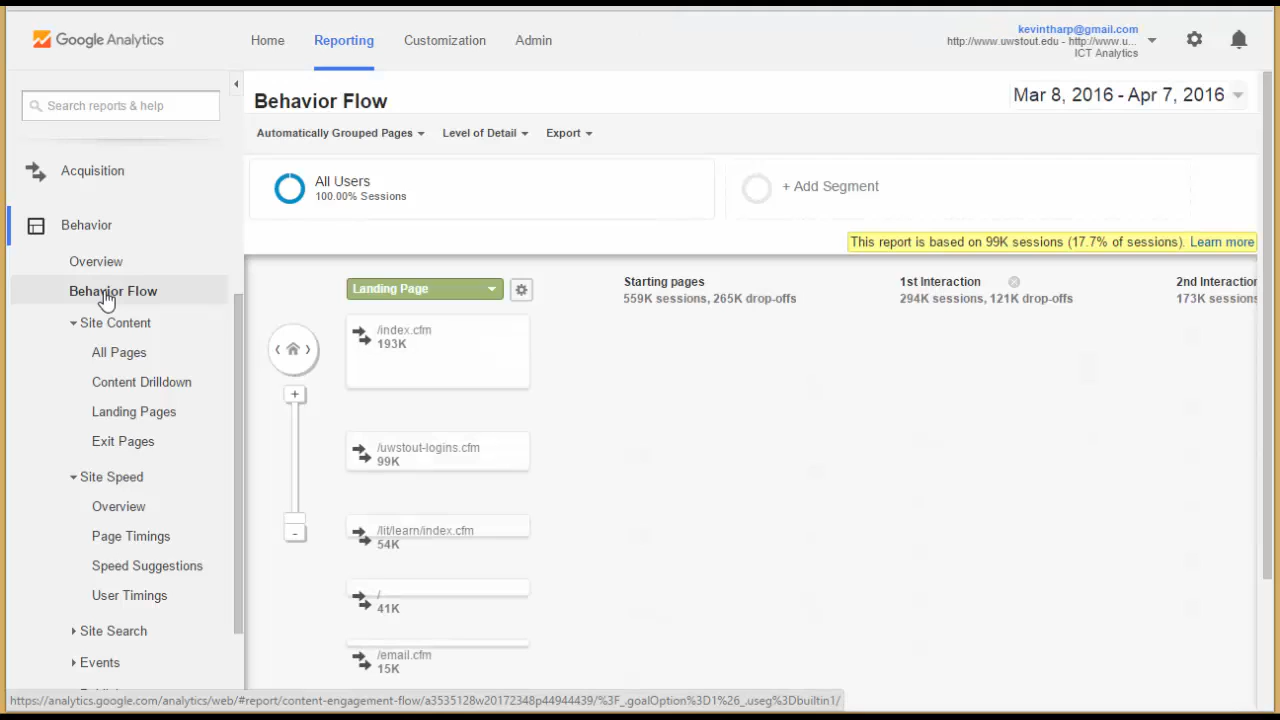 Google Analytics
Home
Reporting
Customization
Admin
kevintharp@gmail.com
http://www.uwstout.edu - http://www.u...
ICT Analytics
Search reports & help
Acquisition
Behavior
Overview
Behavior Flow
Site Content
All Pages
Content Drilldown
Landing Pages
Exit Pages
Site Speed
Overview
Page Timings
Speed Suggestions
User Timings
Site Search
Events
Behavior Flow
Mar 8, 2016 - Apr 7, 2016
Automatically Grouped Pages
Level of Detail
Export
All Users
100.00% Sessions
+ Add Segment
This report is based on 99K sessions (17.7% of sessions). Learn more
Landing Page
Starting pages
559K sessions, 265K drop-offs
1st Interaction
294K sessions, 121K drop-offs
2nd Interaction
173K sessions
/index.cfm
193K
/uwstout-logins.cfm
99K
/lit/learn/index.cfm
54K
/
41K
/email.cfm
15K
+
-
https://analytics.google.com/analytics/web/#report/content-engagement-flow/a3535128w20172348p44944439/%3F_.goalOption%3D1%26_.useg%3Dbuiltin1/